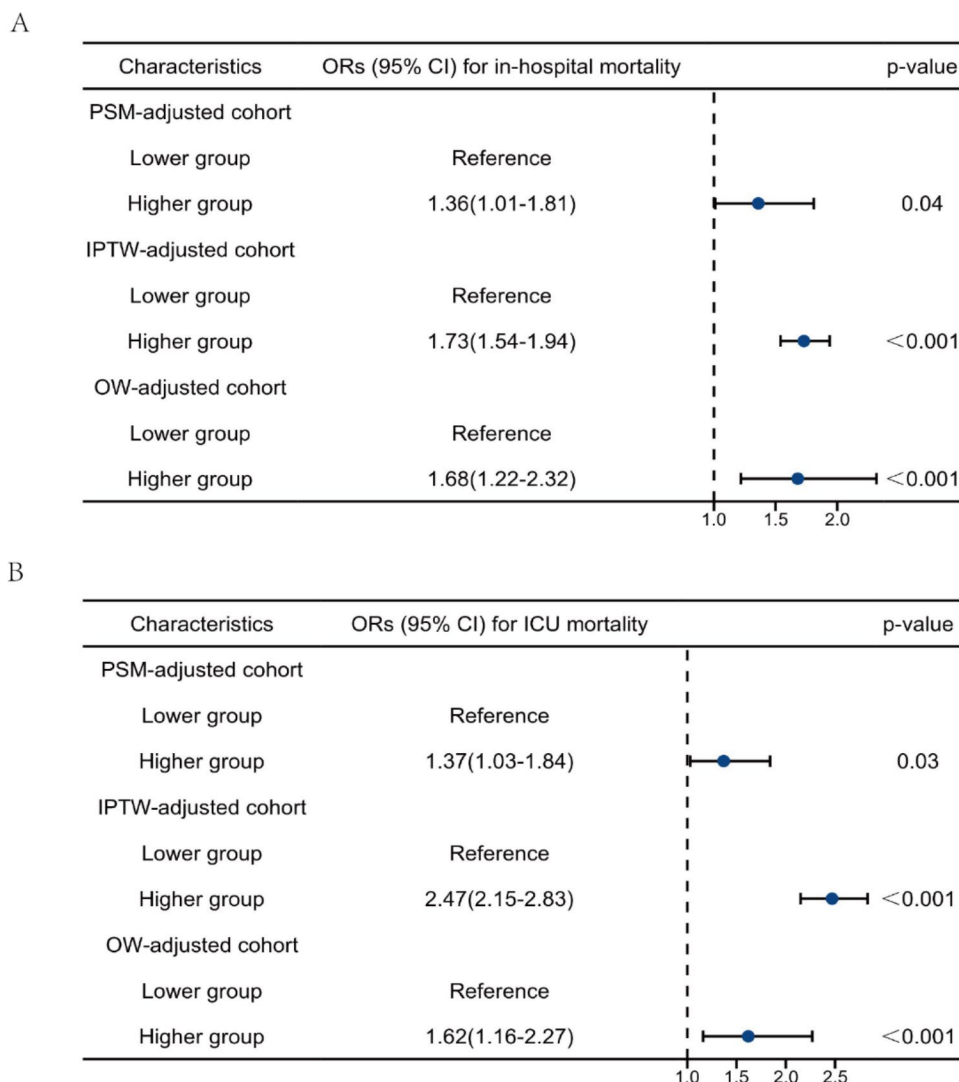 A
Characteristics ORs (95% CI) for in-hospital mortality p-value
PSM-adjusted cohort
Lower group Reference
Higher group 1.36(1.01-1.81) 0.04
IPTW-adjusted cohort
Lower group Reference
Higher group 1.73(1.54-1.94) <0.001
OW-adjusted cohort
Lower group Reference
Higher group 1.68(1.22-2.32) <0.001
1.0 1.5 2.0
B
Characteristics ORs (95% CI) for ICU mortality p-value
PSM-adjusted cohort
Lower group Reference
Higher group 1.37(1.03-1.84) 0.03
IPTW-adjusted cohort
Lower group Reference
Higher group 2.47(2.15-2.83) <0.001
OW-adjusted cohort
Lower group Reference
Higher group 1.62(1.16-2.27) <0.001
1.0 1.5 2.0 2.5